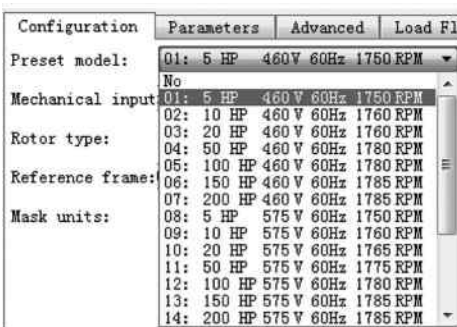 Configuration Parameters Advanced Load Fl
Preset model: 01: 5 HP 460V 60Hz 1750 RPM
No
Mechanical input 01: 5 HP 460 V 60Hz 1750 RPM
02: 10 HP 460 V 60Hz 1760 RPM
03: 20 HP 460 V 60Hz 1760 RPM
Rotor type: 04: 50 HP 460 V 60Hz 1780 RPM
05: 100 HP 460 V 60Hz 1780 RPM
Reference frame: 06: 150 HP 460 V 60Hz 1785 RPM
07: 200 HP 460 V 60Hz 1785 RPM
Mask units: 08: 5 HP 575 V 60Hz 1750 RPM
09: 10 HP 575 V 60Hz 1760 RPM
10: 20 HP 575 V 60Hz 1765 RPM
11: 50 HP 575 V 60Hz 1775 RPM
12: 100 HP 575 V 60Hz 1780 RPM
13: 150 HP 575 V 60Hz 1785 RPM
14: 200 HP 575 V 60Hz 1785 RPM